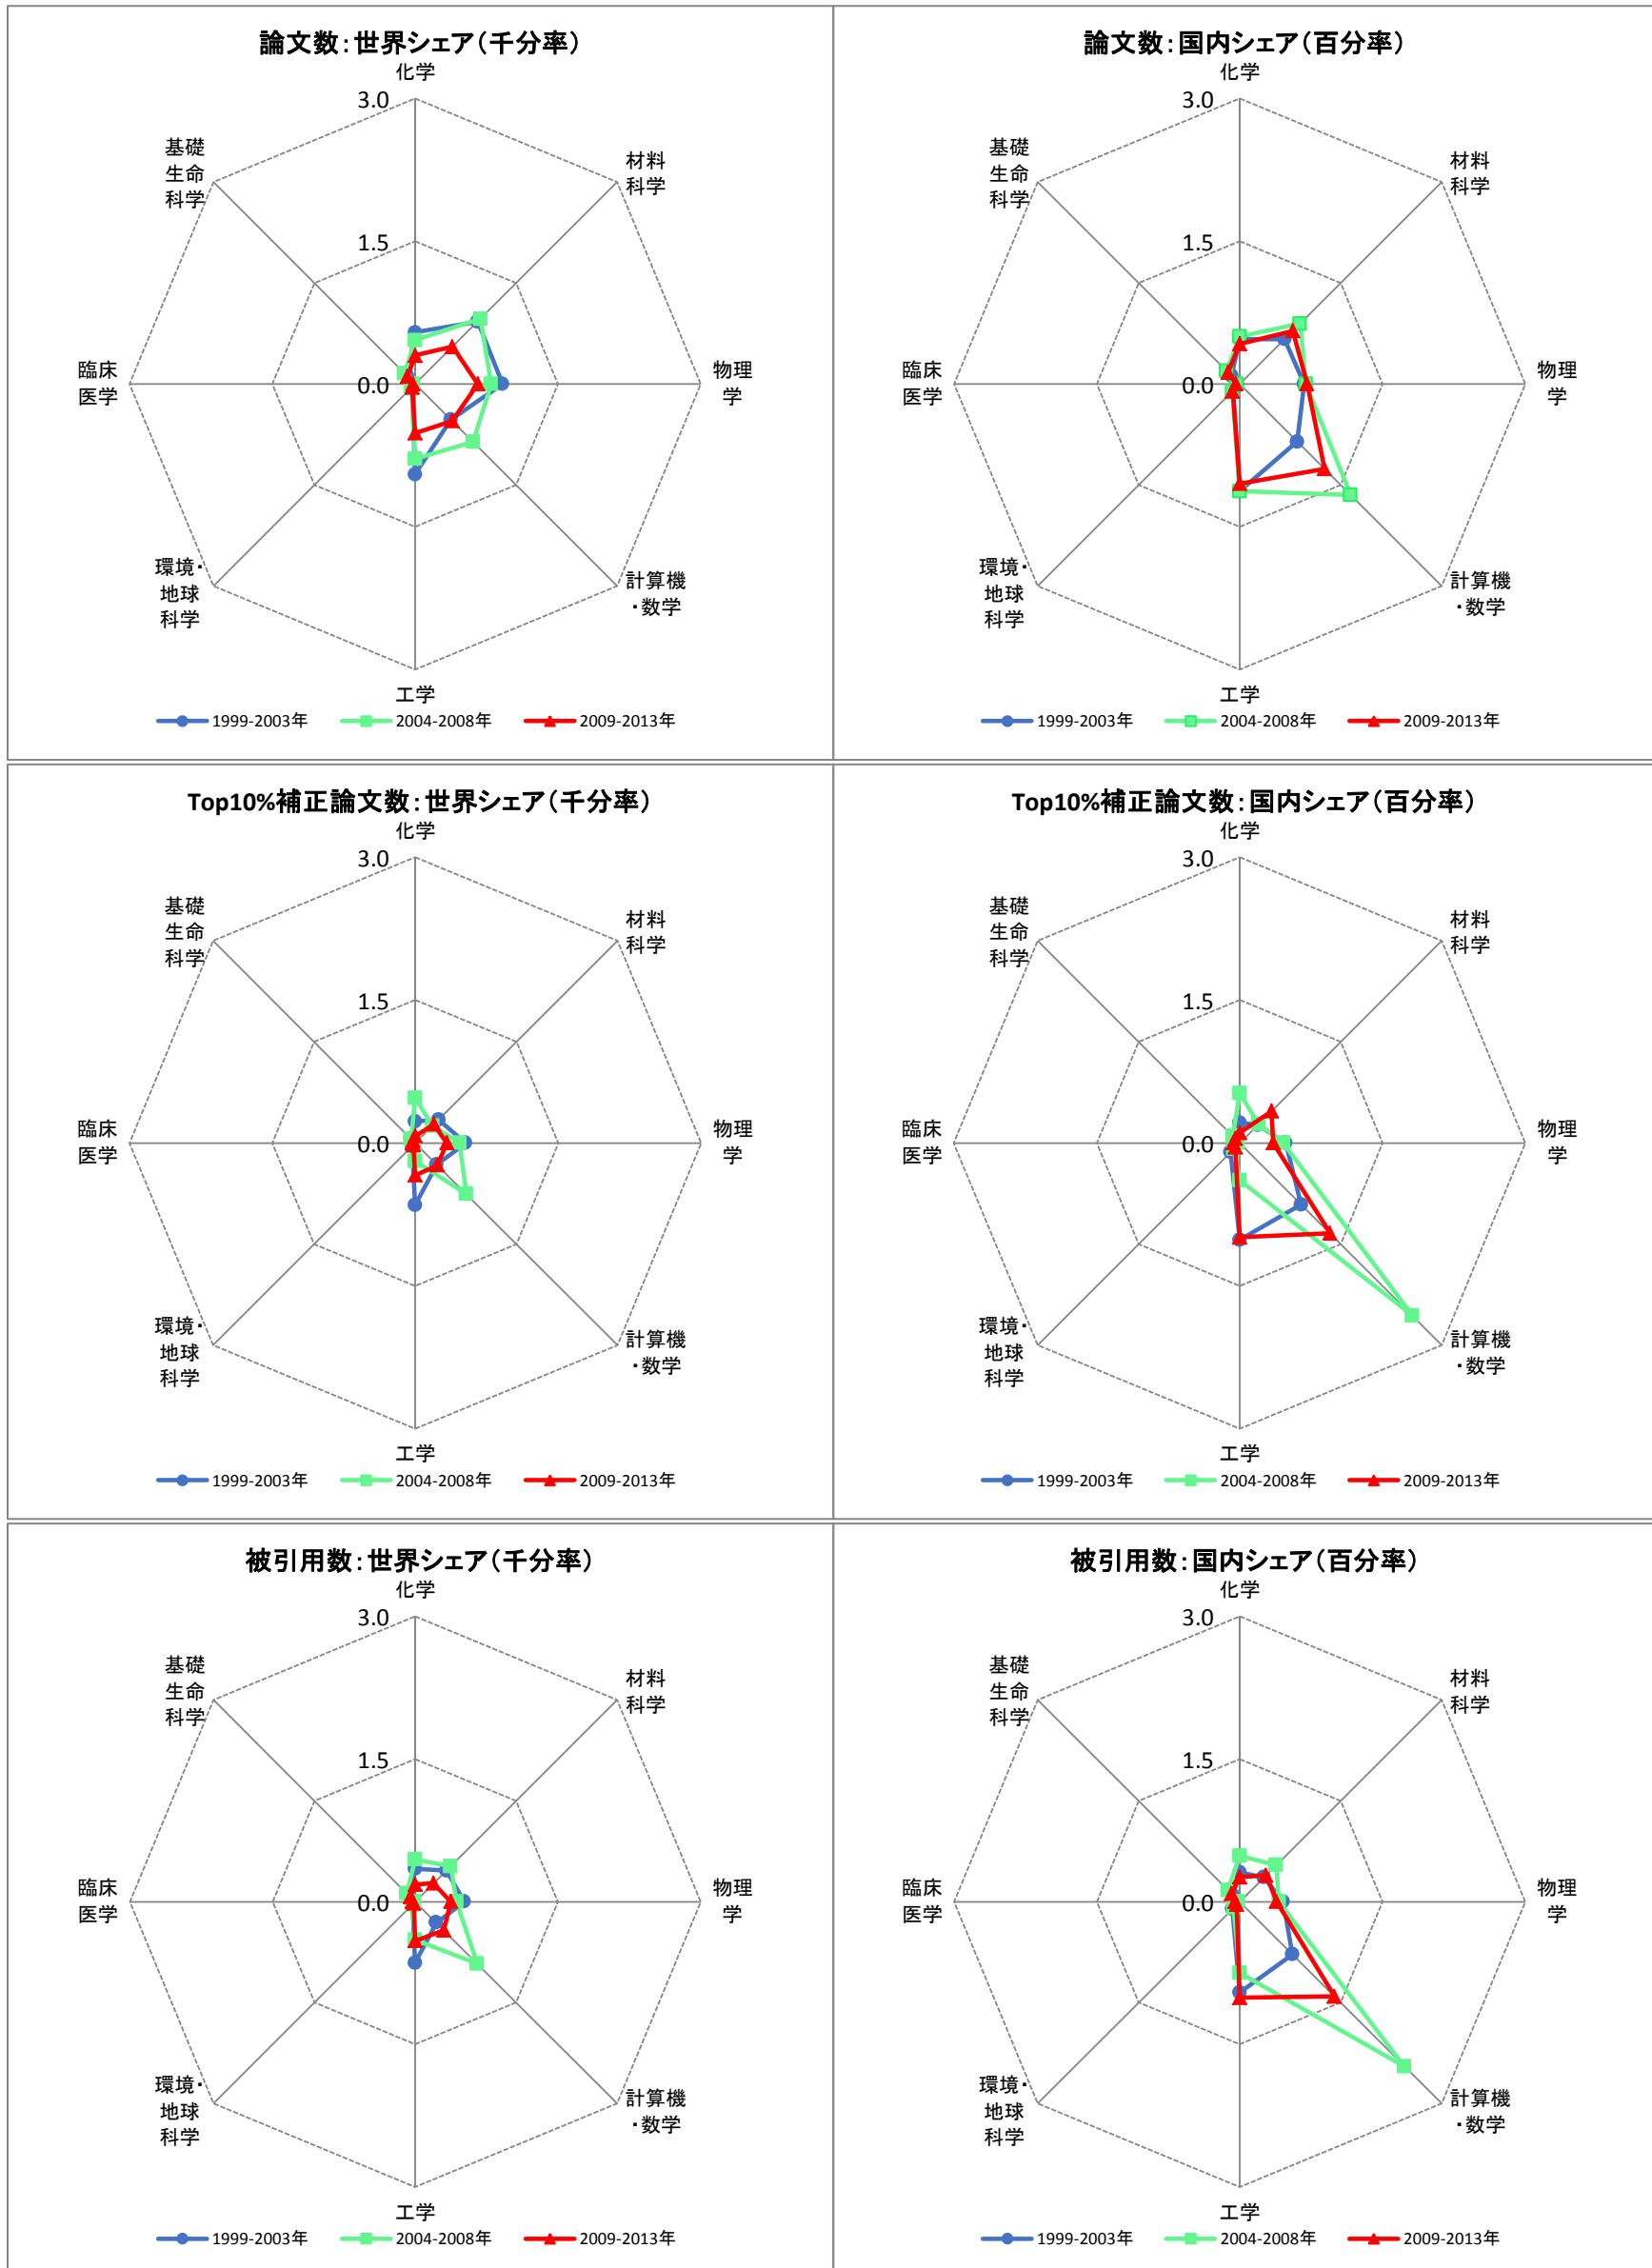 論文数：世界シェア（千分率）
化学
3.0
基礎
生命
科学
材料
科学
1.5
臨床
医学
0.0
物理
学
環境・
地球
科学
計算機
・数学
工学
1999-2003年 2004-2008年 2009-2013年
論文数：国内シェア（百分率）
化学
3.0
基礎
生命
科学
材料
科学
1.5
臨床
医学
0.0
物理
学
環境・
地球
科学
計算機
・数学
工学
1999-2003年 2004-2008年 2009-2013年
Top10%補正論文数：世界シェア（千分率）
化学
3.0
基礎
生命
科学
材料
科学
1.5
臨床
医学
0.0
物理
学
環境・
地球
科学
計算機
・数学
工学
1999-2003年 2004-2008年 2009-2013年
Top10%補正論文数：国内シェア（百分率）
化学
3.0
基礎
生命
科学
材料
科学
1.5
臨床
医学
0.0
物理
学
環境・
地球
科学
計算機
・数学
工学
1999-2003年 2004-2008年 2009-2013年
被引用数：世界シェア（千分率）
化学
3.0
基礎
生命
科学
材料
科学
1.5
臨床
医学
0.0
物理
学
環境・
地球
科学
計算機
・数学
工学
1999-2003年 2004-2008年 2009-2013年
被引用数：国内シェア（百分率）
化学
3.0
基礎
生命
科学
材料
科学
1.5
臨床
医学
0.0
物理
学
環境・
地球
科学
計算機
・数学
工学
1999-2003年 2004-2008年 2009-2013年